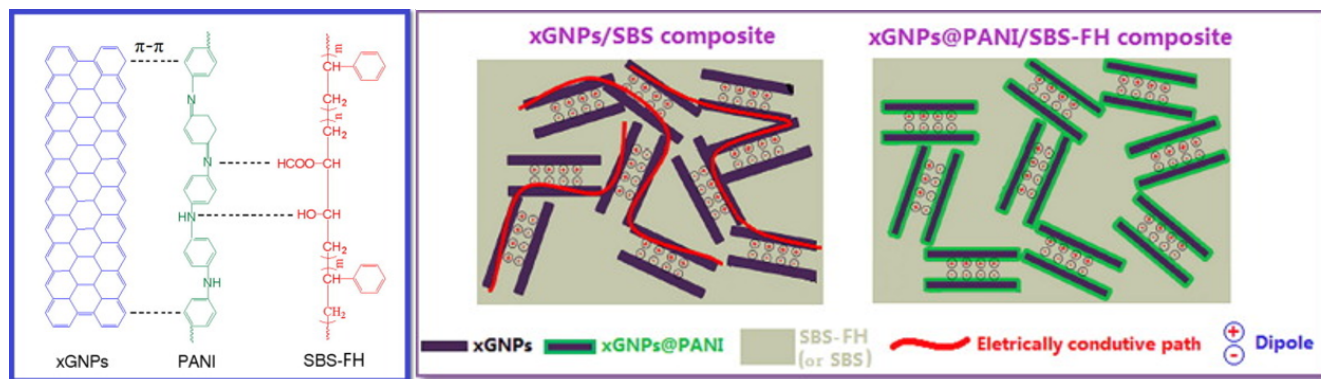 π-π
m
CH
CH₂
n
CH₂
N
N
HCOO
CH
HN
HO
CH
CH₂
m
CH
NH
CH₂
xGNPs
PANI
SBS-FH
xGNPs/SBS composite
xGNPs@PANI/SBS-FH composite
xGNPs
xGNPs@PANI
SBS-FH
(or SBS)
Eletrically condutive path
+
-
Dipole